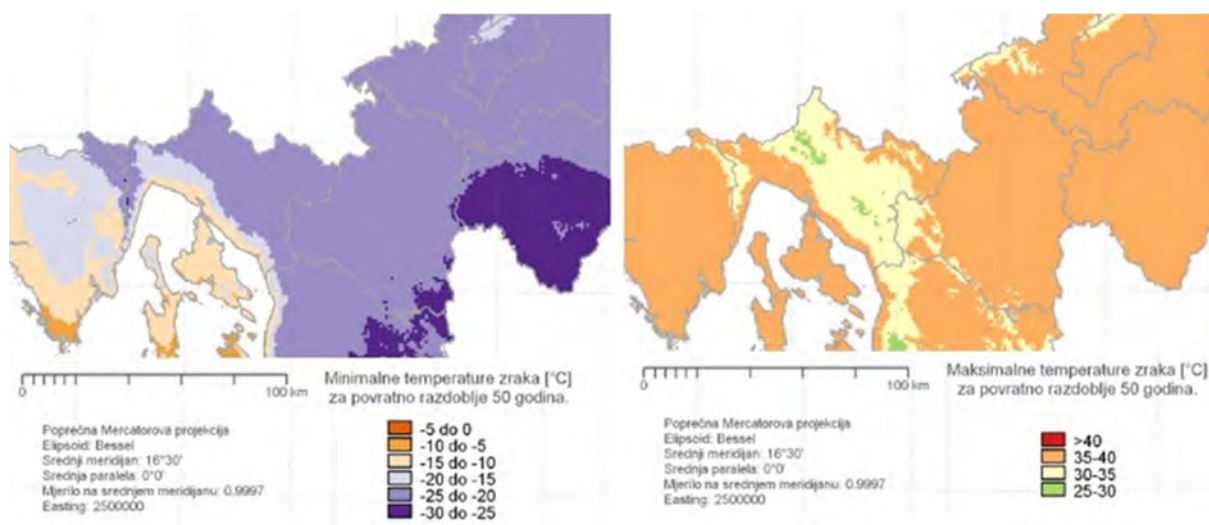 0
100 km
Minimalne temperature zraka [°C]
za povratno razdoblje 50 godina.
Poprečna Mercatorova projekcija
Elipsoid: Bessel
Srednji meridijan: 16°30'
Srednja paralela: 0°0'
Mjerilo na srednjem meridijanu: 0.9997
Easting: 2500000
-5 do 0
-10 do -5
-15 do -10
-20 do -15
-25 do -20
-30 do -25
0
100 km
Maksimalne temperature zraka [°C]
za povratno razdoblje 50 godina.
Poprečna Mercatorova projekcija
Elipsoid: Bessel
Srednji meridijan: 16°30'
Srednja paralela: 0°0'
Mjerilo na srednjem meridijanu: 0.9997
Easting: 2500000
>40
35-40
30-35
25-30